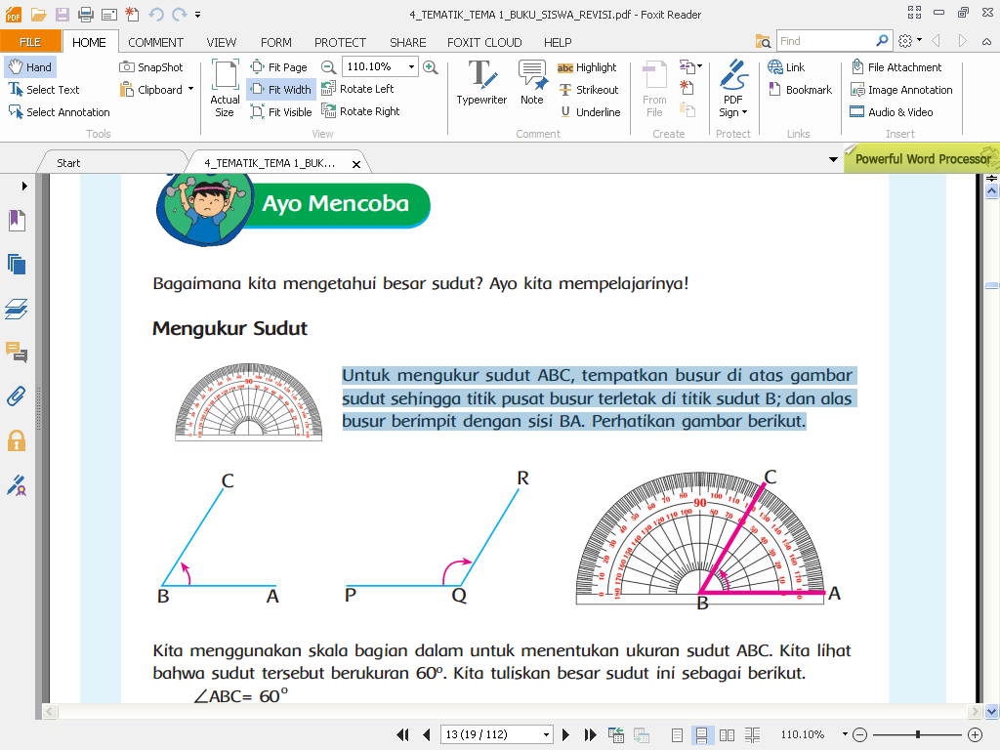 4_TEMATIK_TEMA 1_BUKU_SISWA_REVISI.pdf - Foxit Reader
FILE HOME COMMENT VIEW FORM PROTECT SHARE FOXIT CLOUD HELP Find
Hand
Select Text
Select Annotation
Tools
SnapShot
Clipboard
Actual Size
Fit Page
Fit Width
Fit Visible
110.10%
Rotate Left
Rotate Right
View
Typewriter
Note
Highlight
Strikeout
Underline
Comment
From File
Create
PDF Sign
Protect
Link
Bookmark
Links
File Attachment
Image Annotation
Audio & Video
Insert
Start
4_TEMATIK_TEMA 1_BUK...
Powerful Word Processor
Ayo Mencoba
Bagaimana kita mengetahui besar sudut? Ayo kita mempelajarinya!
Mengukur Sudut
Untuk mengukur sudut ABC, tempatkan busur di atas gambar
sudut sehingga titik pusat busur terletak di titik sudut B; dan alas
busur berimpit dengan sisi BA. Perhatikan gambar berikut.
C
B A
R
P Q
C
B A
Kita menggunakan skala bagian dalam untuk menentukan ukuran sudut ABC. Kita lihat
bahwa sudut tersebut berukuran 60º. Kita tuliskan besar sudut ini sebagai berikut.
∠ABC= 60º
13 (19 / 112)
110.10%